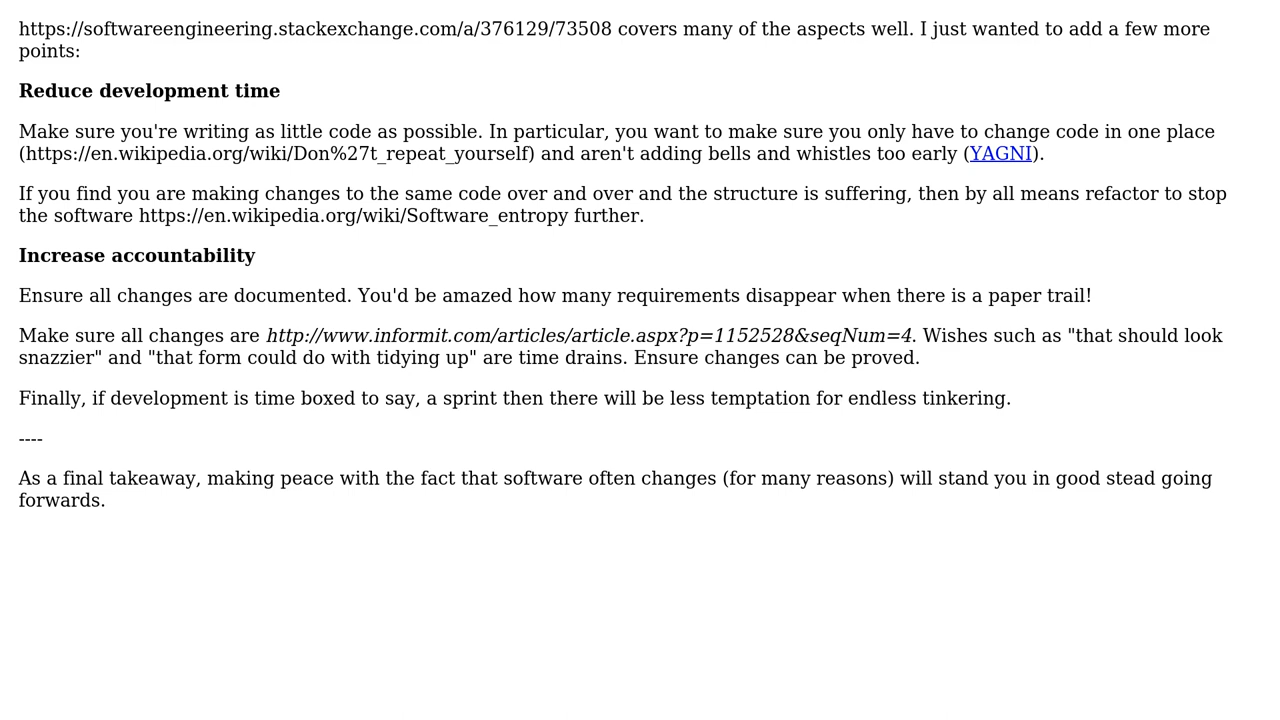 https://softwareengineering.stackexchange.com/a/376129/73508 covers many of the aspects well. I just wanted to add a few more
points:
Reduce development time
Make sure you're writing as little code as possible. In particular, you want to make sure you only have to change code in one place
(https://en.wikipedia.org/wiki/Don%27t_repeat_yourself) and aren't adding bells and whistles too early (YAGNI).
If you find you are making changes to the same code over and over and the structure is suffering, then by all means refactor to stop
the software https://en.wikipedia.org/wiki/Software_entropy further.
Increase accountability
Ensure all changes are documented. You'd be amazed how many requirements disappear when there is a paper trail!
Make sure all changes are http://www.informit.com/articles/article.aspx?p=1152528&seqNum=4. Wishes such as "that should look
snazzier" and "that form could do with tidying up" are time drains. Ensure changes can be proved.
Finally, if development is time boxed to say, a sprint then there will be less temptation for endless tinkering.
----
As a final takeaway, making peace with the fact that software often changes (for many reasons) will stand you in good stead going
forwards.